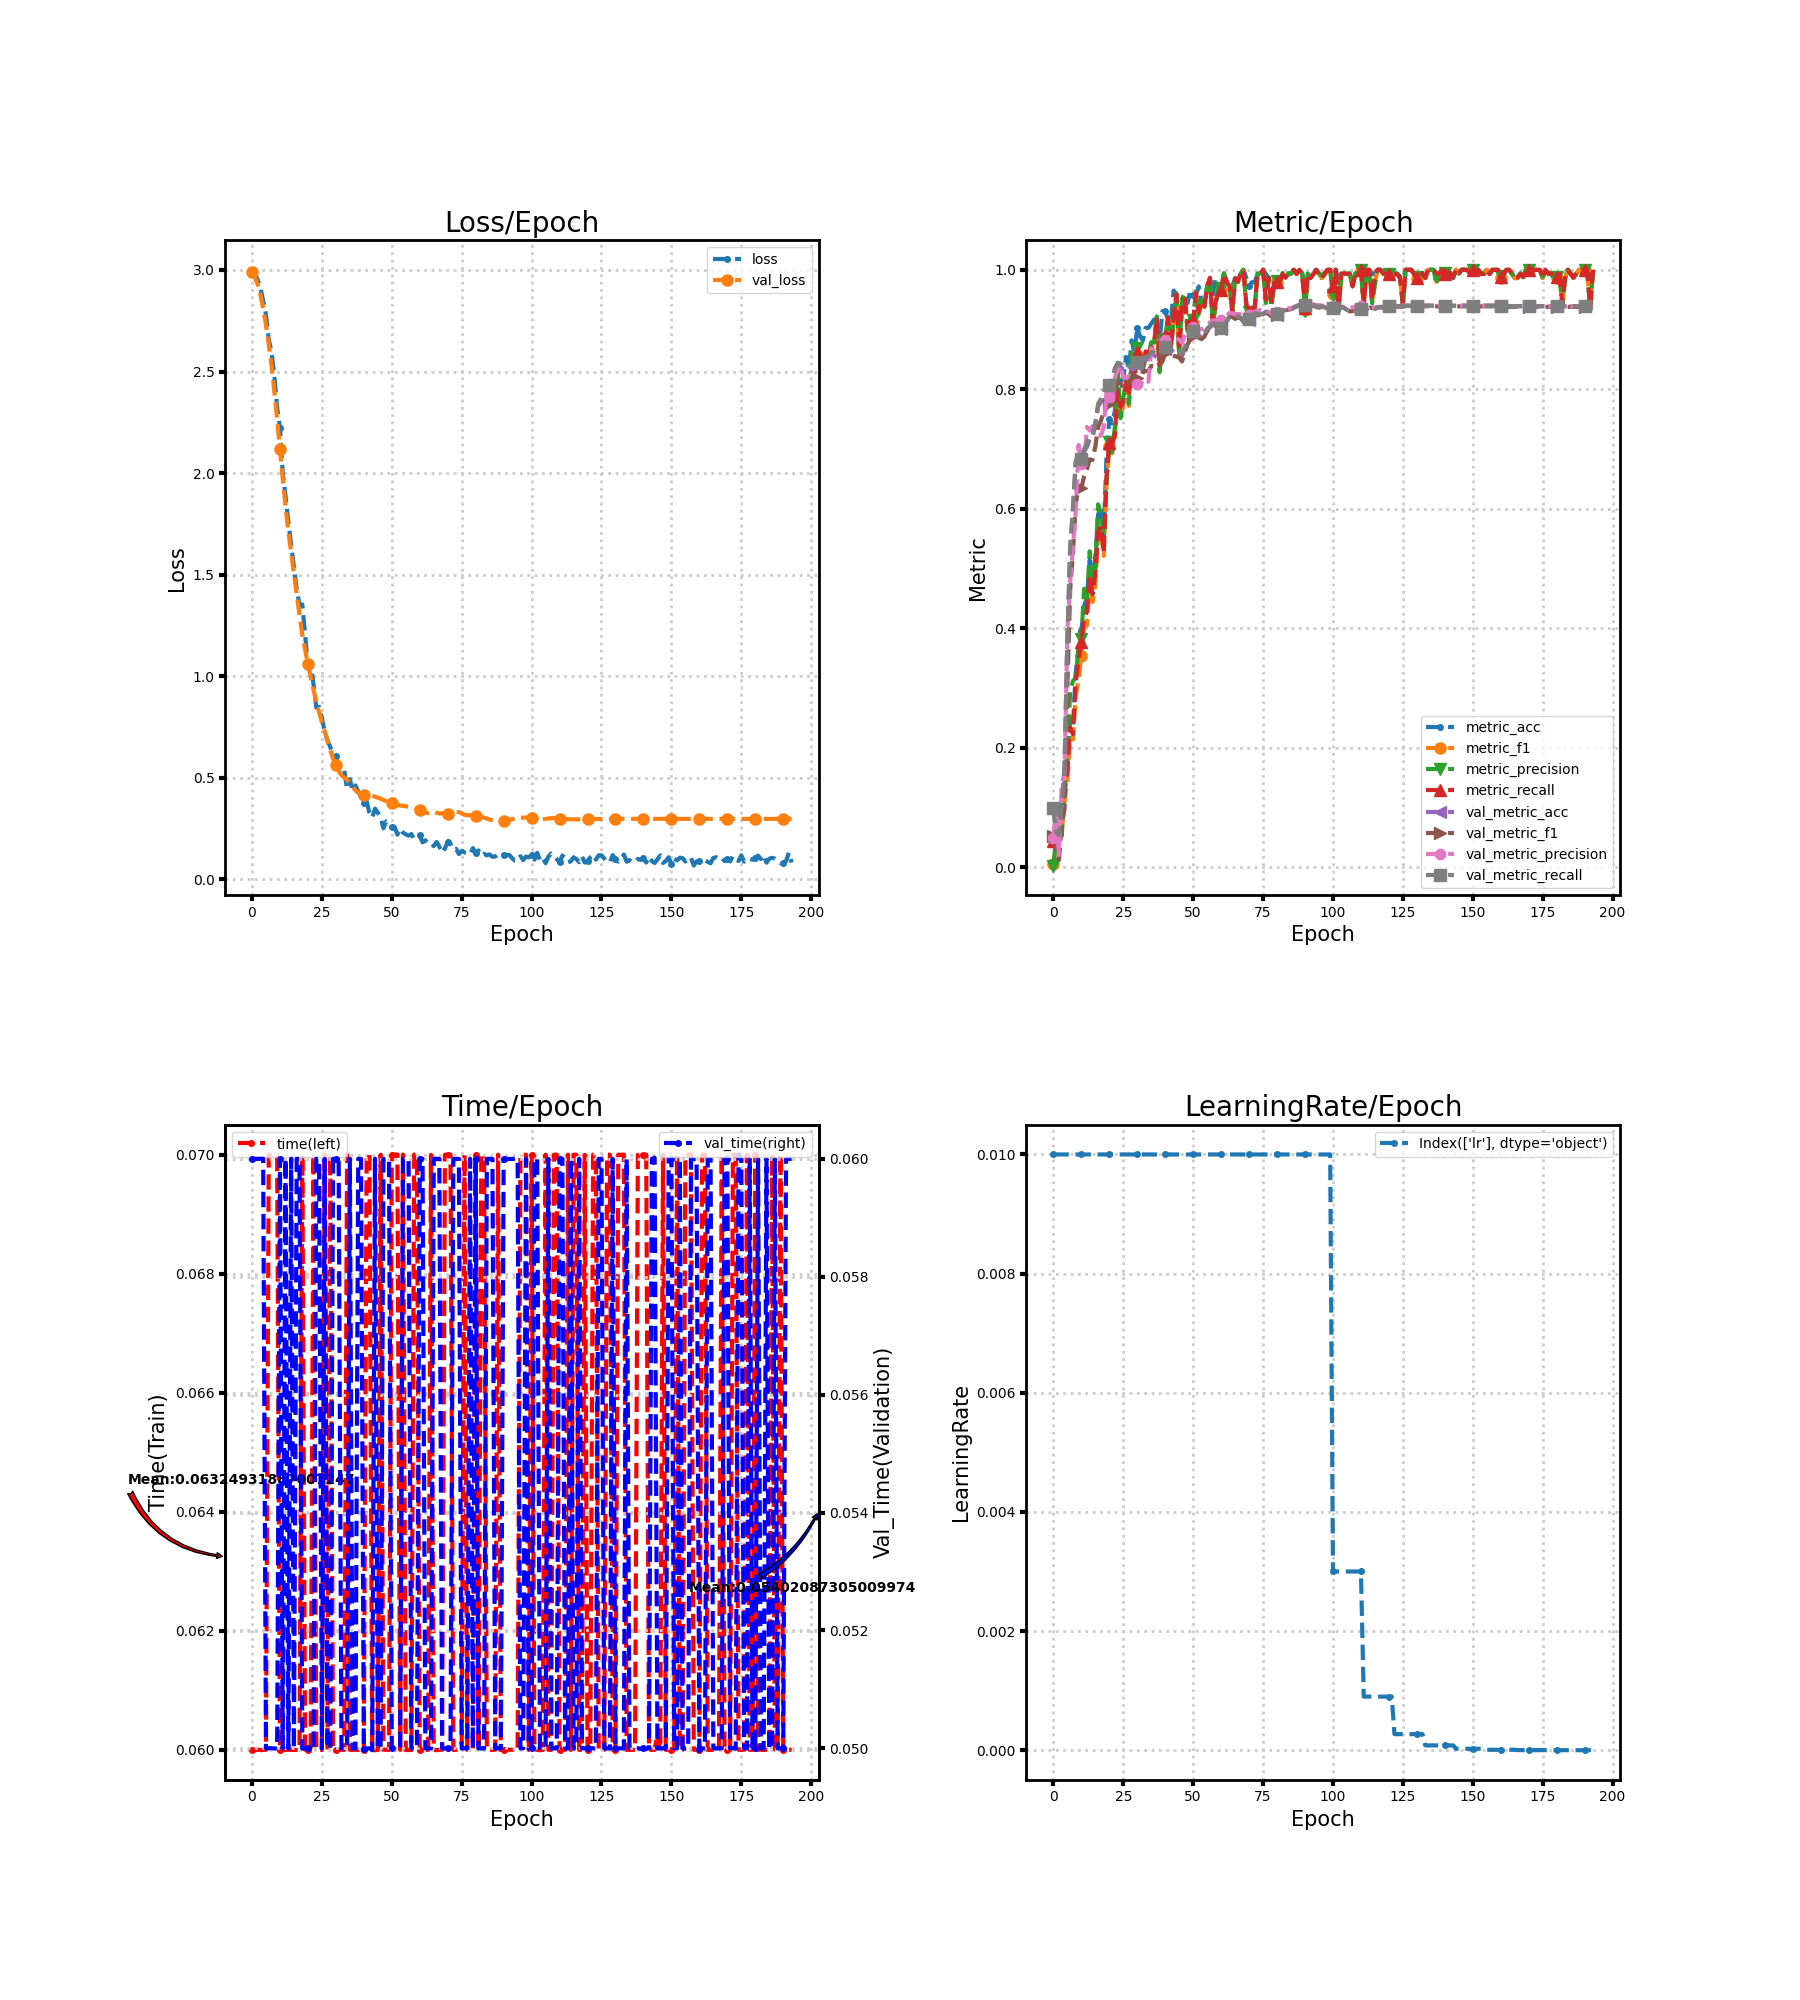 Loss/Epoch
loss
val_loss
3.0
2.5
2.0
1.5
1.0
0.5
0.0
Loss
0 25 50 75 100 125 150 175 200
Epoch
Metric/Epoch
1.0
0.8
0.6
0.4
0.2
0.0
Metric
metric_acc
metric_f1
metric_precision
metric_recall
val_metric_acc
val_metric_f1
val_metric_precision
val_metric_recall
0 25 50 75 100 125 150 175 200
Epoch
Time/Epoch
time(left)
val_time(right)
0.070
0.068
0.066
0.064
0.062
0.060
Time(Train)
0.060
0.058
0.056
0.054
0.052
0.050
Val_Time(Validation)
Mean:0.05402087305009974
0 25 50 75 100 125 150 175 200
Epoch
LearningRate/Epoch
Index(['lr'], dtype='object')
0.010
0.008
0.006
0.004
0.002
0.000
LearningRate
0 25 50 75 100 125 150 175 200
Epoch